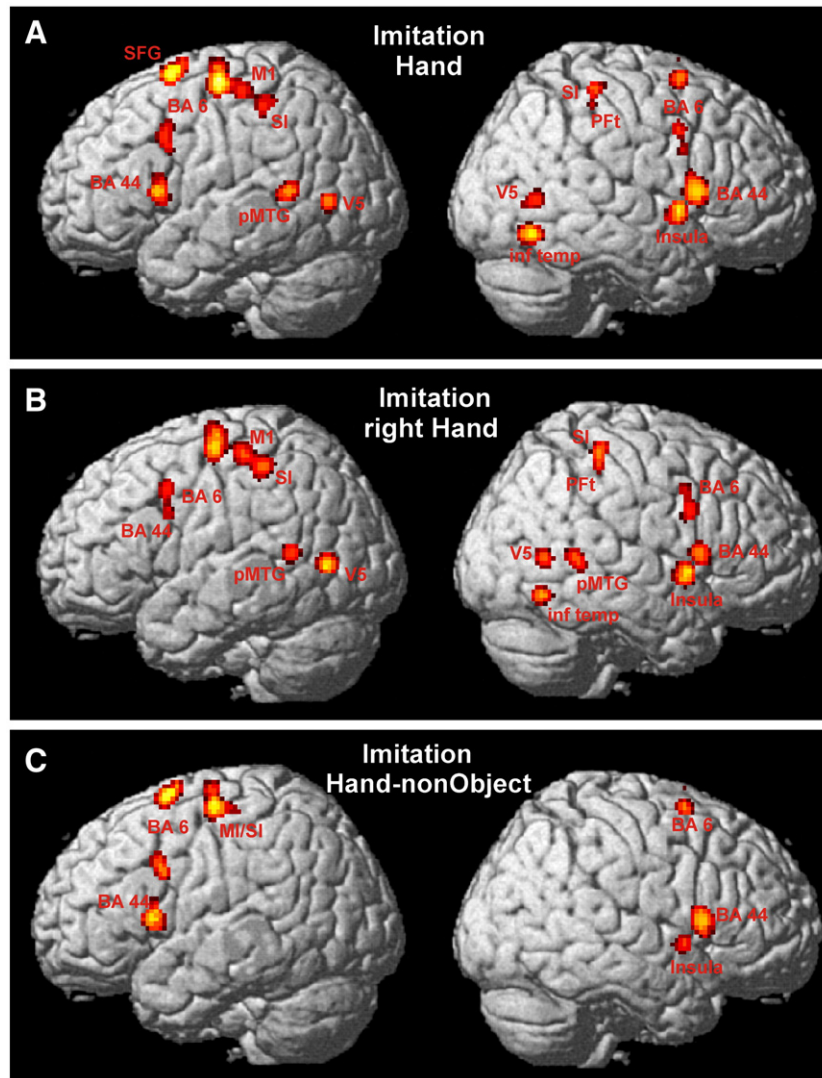 A
Imitation
Hand
SFG
M1
BA 6
SI
BA 44
pMTG
V5
SI
BA 6
PFt
V5
BA 44
Insula
inf temp
B
Imitation
right Hand
M1
SI
BA 6
BA 44
pMTG
V5
SI
PFt
BA 6
V5
BA 44
pMTG
Insula
inf temp
C
Imitation
Hand-nonObject
BA 6
MI/SI
BA 44
BA 6
BA 44
Insula